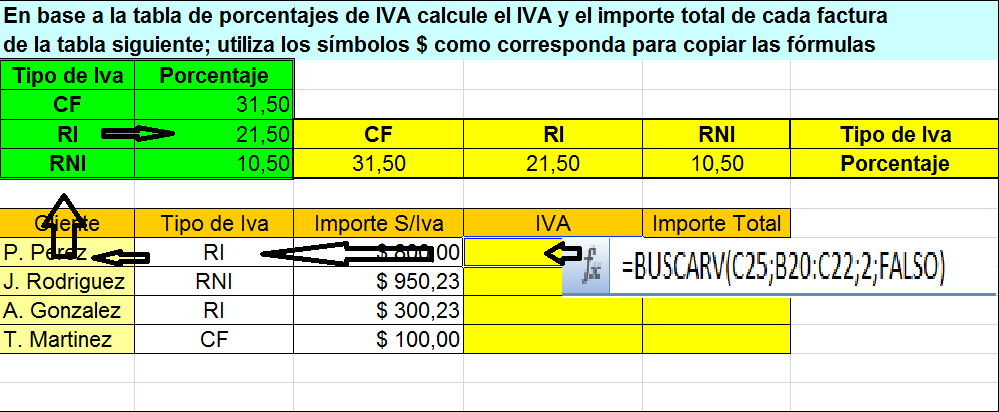 En base a la tabla de porcentajes de IVA calcule el IVA y el importe total de cada factura
de la tabla siguiente; utiliza los símbolos $ como corresponda para copiar las fórmulas
Tipo de Iva Porcentaje
CF 31,50
RI 21,50 CF RI RNI Tipo de Iva
RNI 10,50 31,50 21,50 10,50 Porcentaje
Cliente Tipo de Iva Importe S/Iva IVA Importe Total
P. Perez RI $ 800,00 fx =BUSCARV(C25;B20:C22;2;FALSO)
J. Rodriguez RNI $ 950,23
A. Gonzalez RI $ 300,23
T. Martinez CF $ 100,00